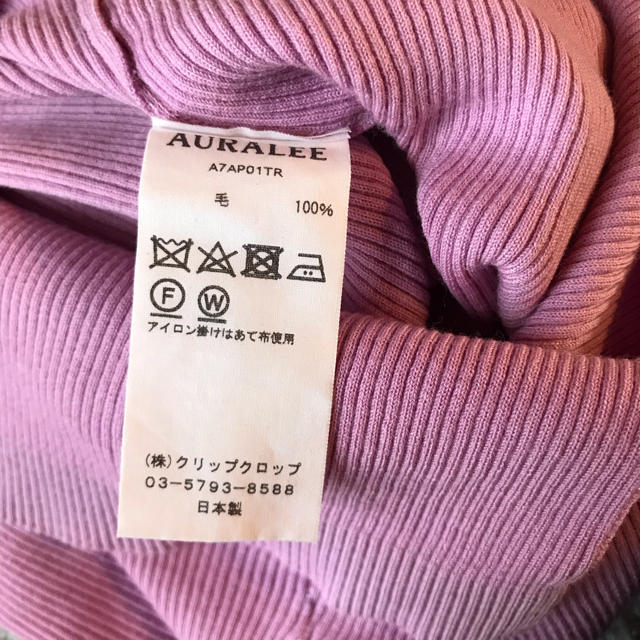 AURALEE
A7AP01TR
毛 100%
F W
アイロン掛けはあて布使用
(株)クリップクロップ
03-5793-8588
日本製